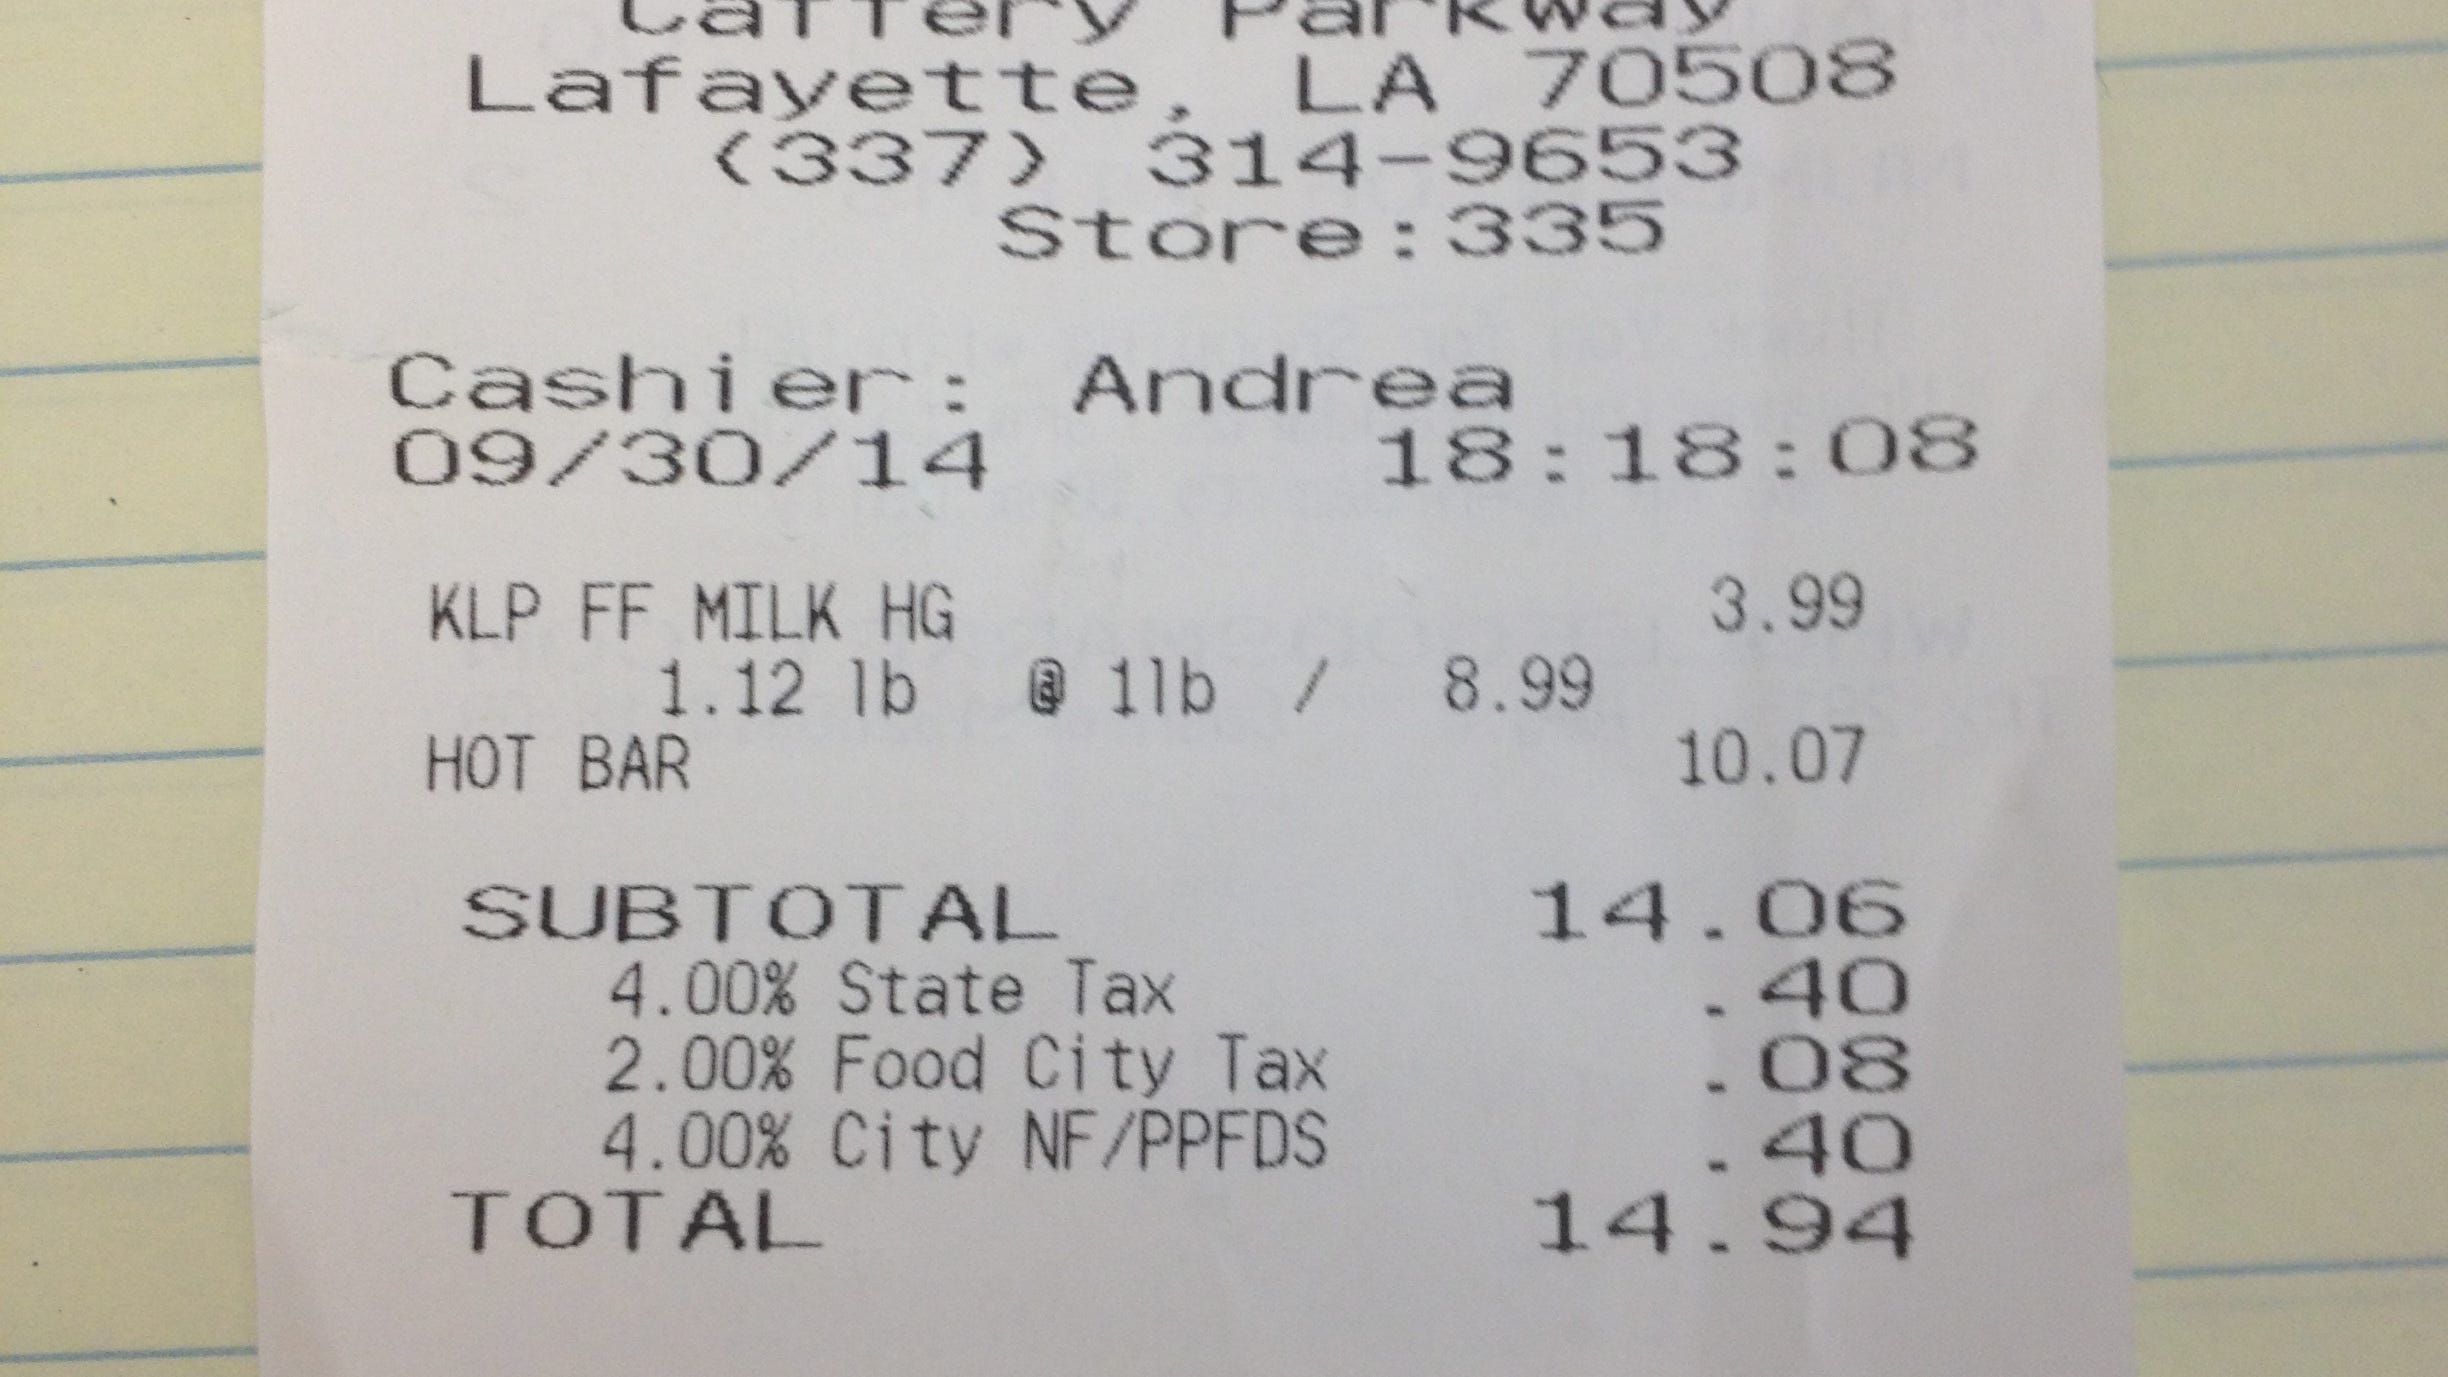 Caffery Parkway
Lafayette, LA 70508
(337) 314-9653
Store:335
Cashier: Andrea
09/30/14 18:18:08
KLP FF MILK HG 3.99
1.12 lb @ 1lb / 8.99
HOT BAR 10.07
SUBTOTAL 14.06
4.00% State Tax .40
2.00% Food City Tax .08
4.00% City NF/PPFDS .40
TOTAL 14.94